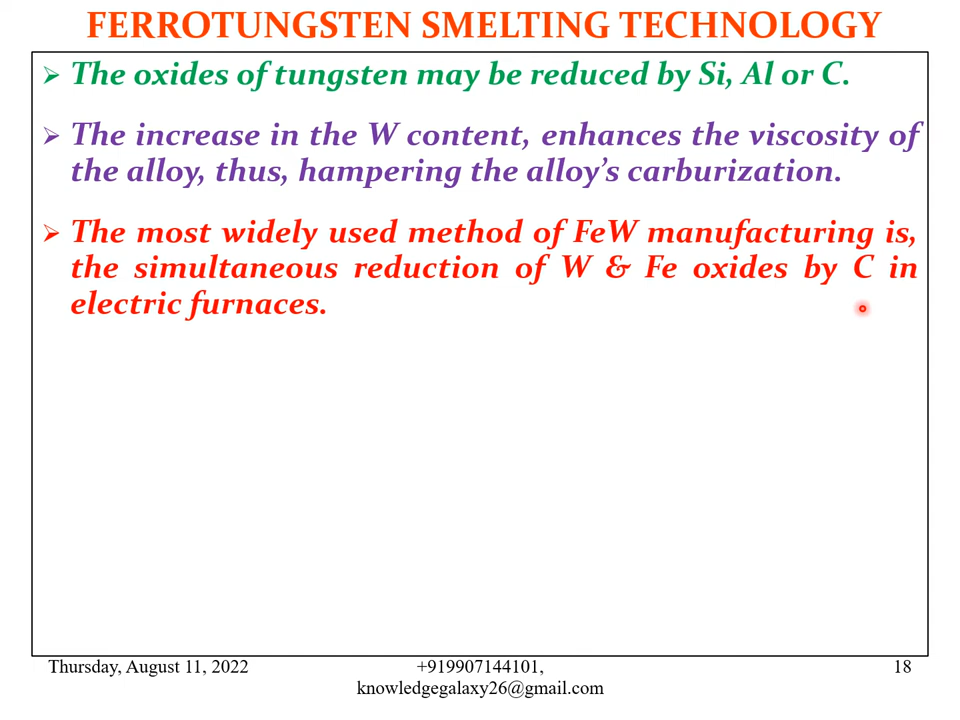 FERROTUNGSTEN SMELTING TECHNOLOGY
➢ The oxides of tungsten may be reduced by Si, Al or C.
➢ The increase in the W content, enhances the viscosity of
the alloy, thus, hampering the alloy's carburization.
➢ The most widely used method of FeW manufacturing is,
the simultaneous reduction of W & Fe oxides by C in
electric furnaces.
Thursday, August 11, 2022
+919907144101,
knowledgegalaxy26@gmail.com
18